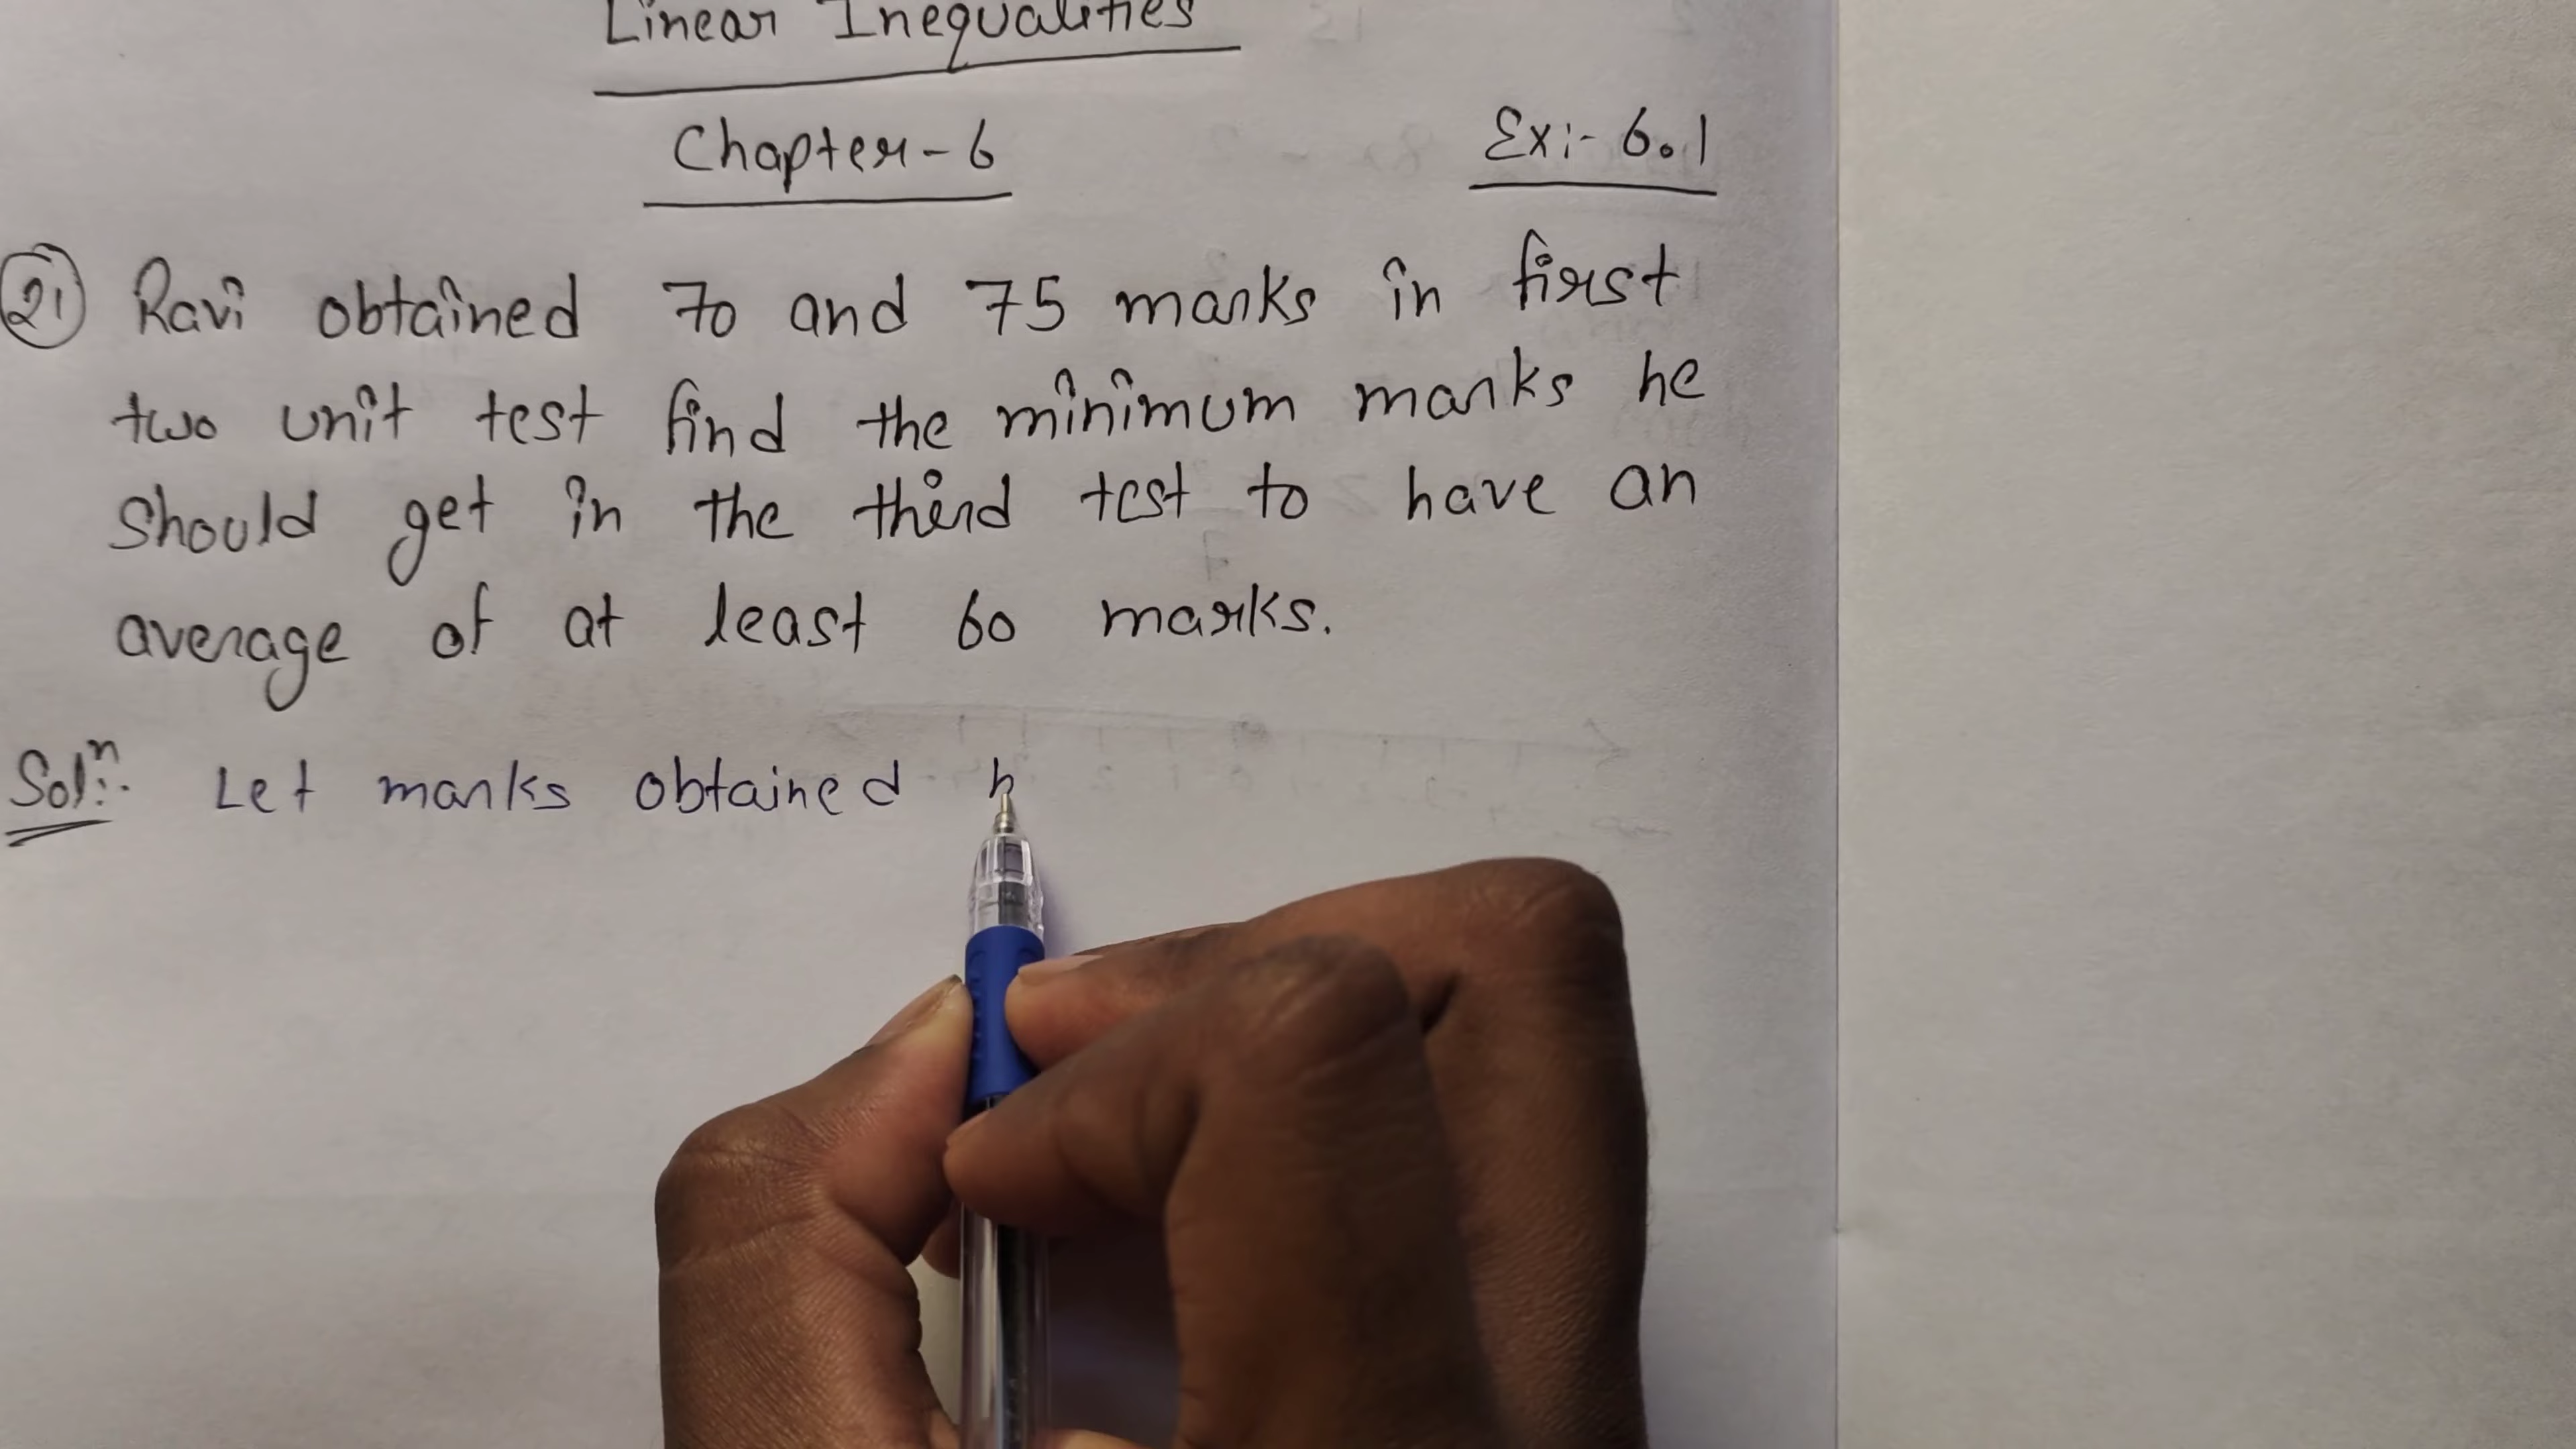 Linear Inequalities
Chapter-6
Ex:- 6.1
21 Ravi obtained 70 and 75 marks in first
two unit test find the minimum marks he
should get in the third test to have an
average of at least 60 marks.
Solⁿ:. Let marks obtained